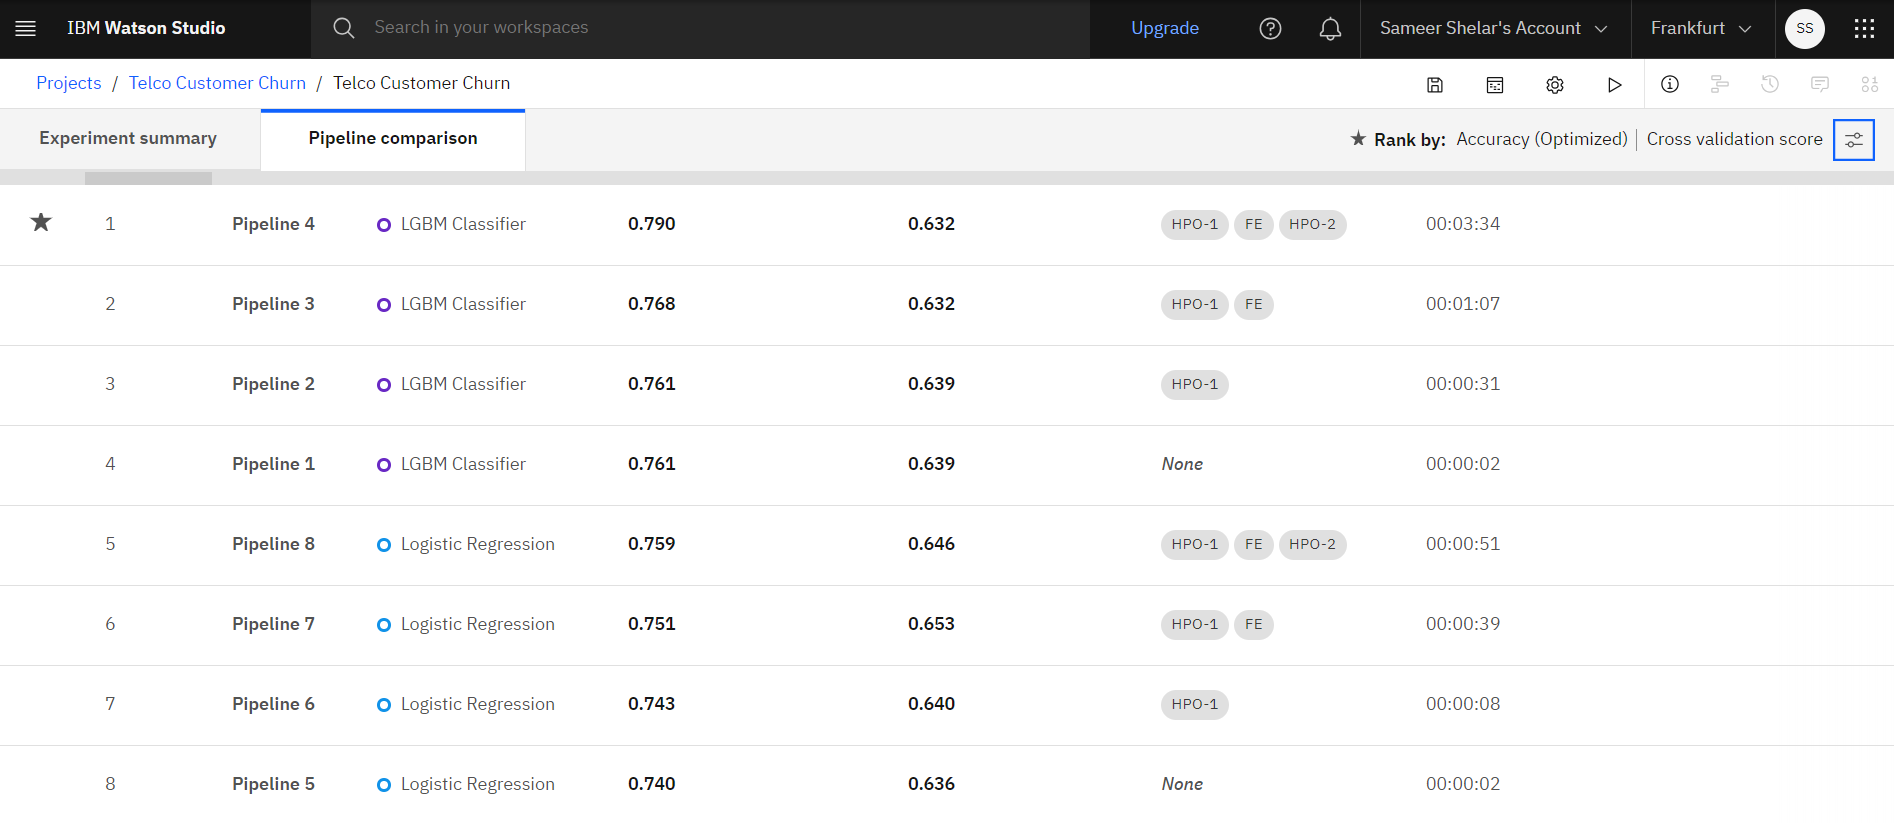 IBM Watson Studio Search in your workspaces Upgrade Sameer Shelar's Account Frankfurt SS
Projects / Telco Customer Churn / Telco Customer Churn
Experiment summary Pipeline comparison ★ Rank by: Accuracy (Optimized) | Cross validation score
★ 1 Pipeline 4 LGBM Classifier 0.790 0.632 HPO-1 FE HPO-2 00:03:34
2 Pipeline 3 LGBM Classifier 0.768 0.632 HPO-1 FE 00:01:07
3 Pipeline 2 LGBM Classifier 0.761 0.639 HPO-1 00:00:31
4 Pipeline 1 LGBM Classifier 0.761 0.639 None 00:00:02
5 Pipeline 8 Logistic Regression 0.759 0.646 HPO-1 FE HPO-2 00:00:51
6 Pipeline 7 Logistic Regression 0.751 0.653 HPO-1 FE 00:00:39
7 Pipeline 6 Logistic Regression 0.743 0.640 HPO-1 00:00:08
8 Pipeline 5 Logistic Regression 0.740 0.636 None 00:00:02